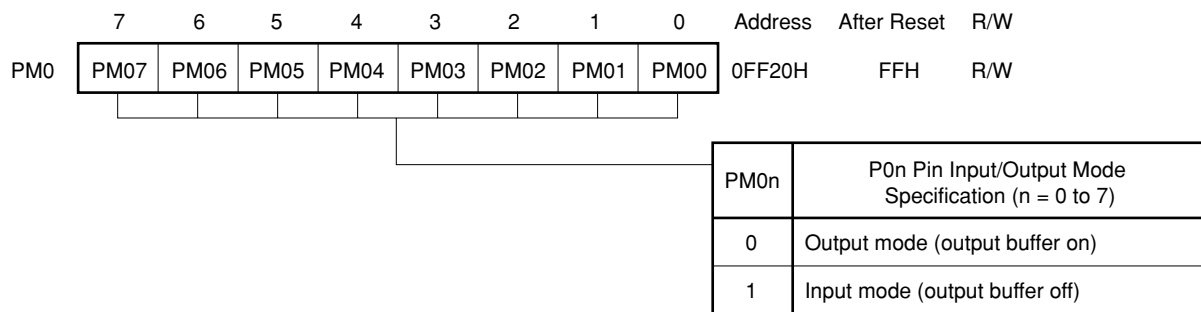 7 6 5 4 3 2 1 0 Address After Reset R/W
PM0 PM07 PM06 PM05 PM04 PM03 PM02 PM01 PM00 0FF20H FFH R/W
PM0n P0n Pin Input/Output Mode
Specification (n = 0 to 7)
0 Output mode (output buffer on)
1 Input mode (output buffer off)